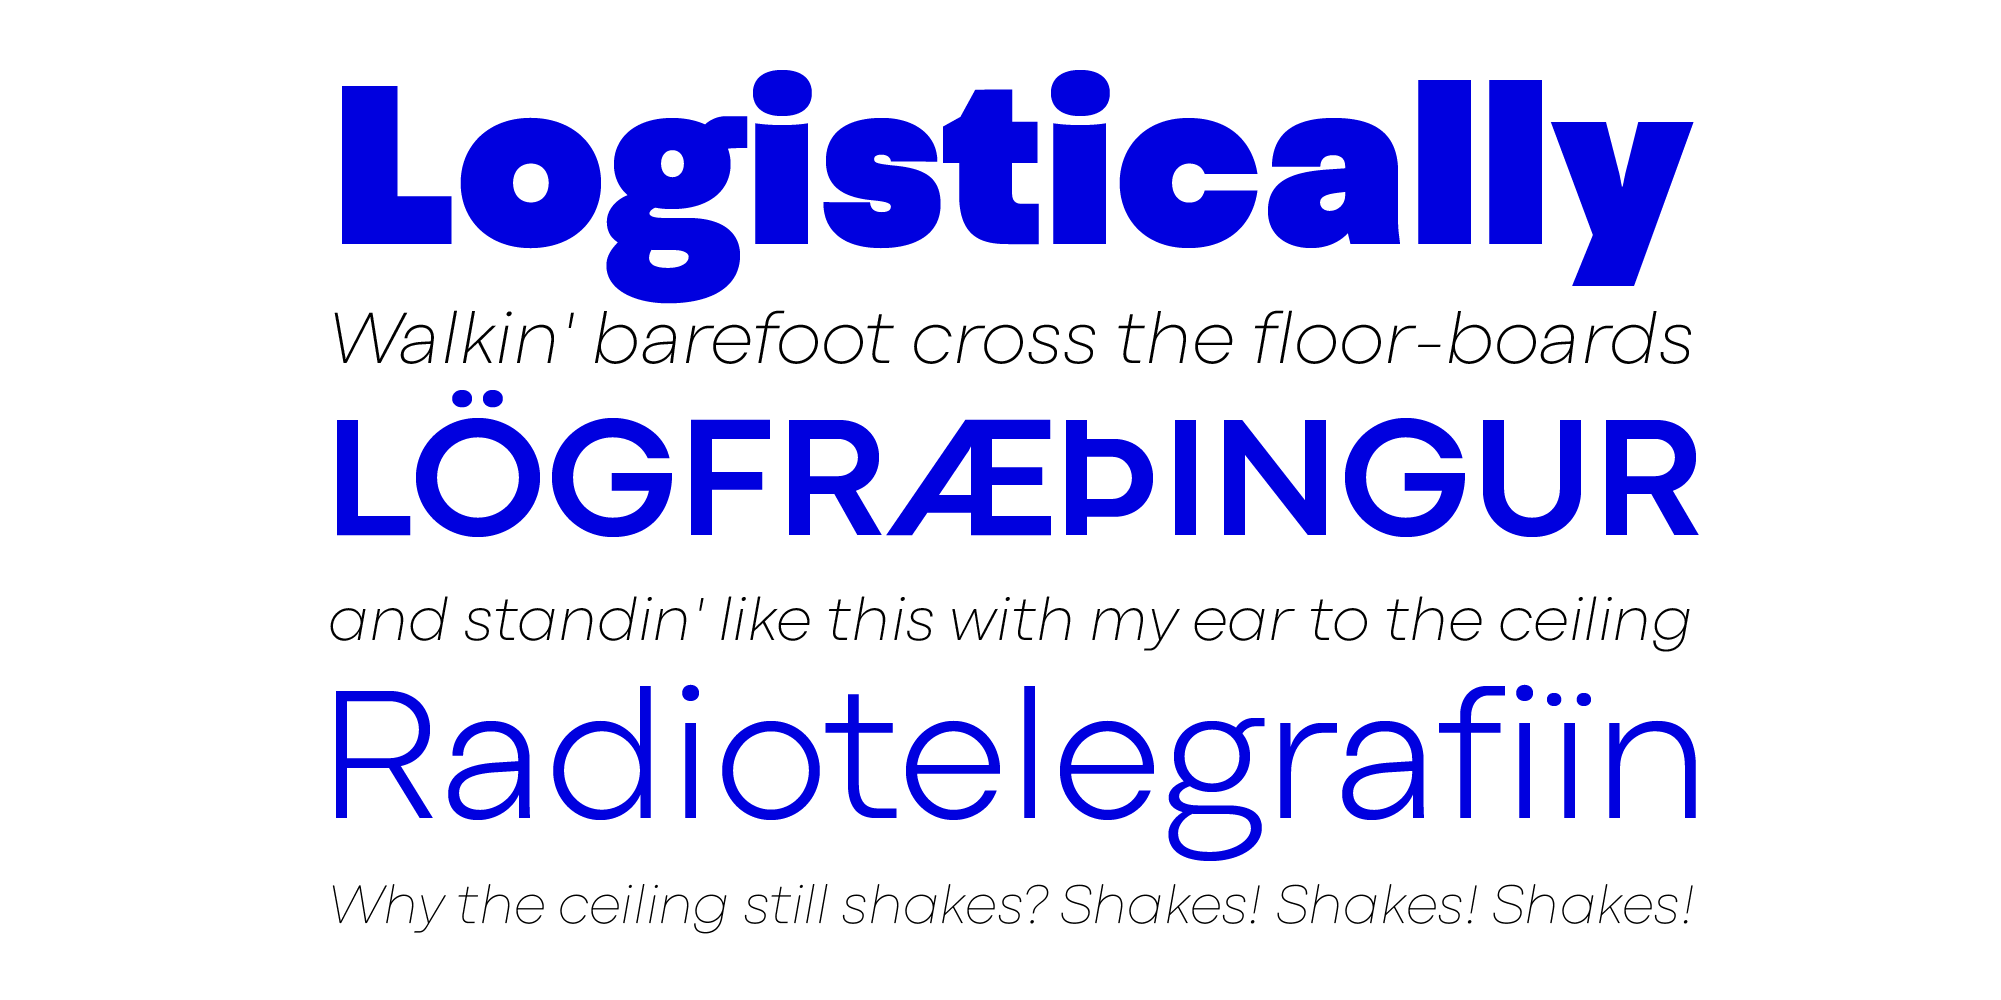 Logistically
Walkin' barefoot cross the floor-boards
LÖGFRÆÞINGUR
and standin' like this with my ear to the ceiling
Radiotelegrafiïn
Why the ceiling still shakes? Shakes! Shakes! Shakes!